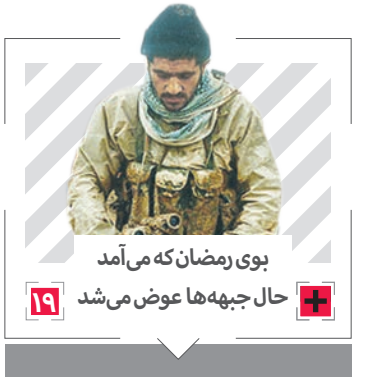 بوی رمضان که می‌آمد
حال جبهه‌ها عوض می‌شد
۱۹